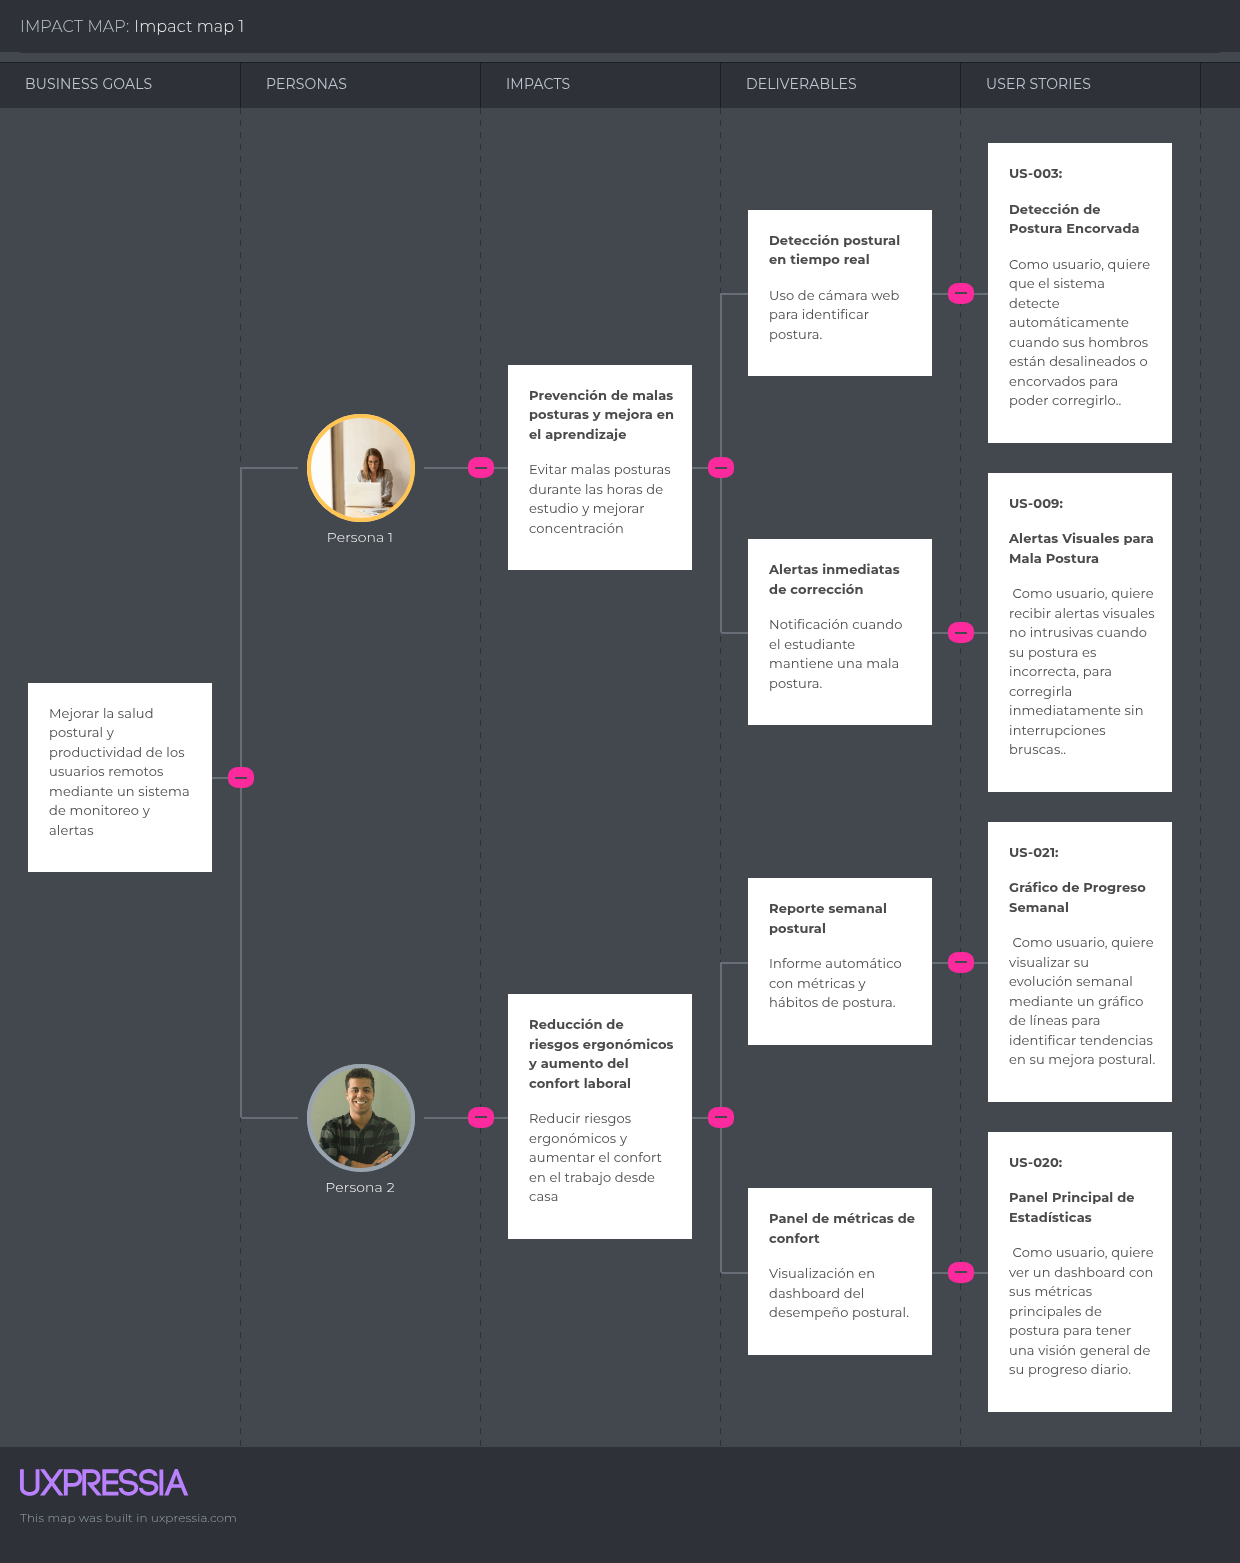 IMPACT MAP: Impact map 1
BUSINESS GOALS
PERSONAS
IMPACTS
DELIVERABLES
USER STORIES
Mejorar la salud
postural y
productividad de los
usuarios remotos
mediante un sistema
de monitoreo y
alertas
Persona 1
Prevención de malas
posturas y mejora en
el aprendizaje
Evitar malas posturas
durante las horas de
estudio y mejorar
concentración
Detección postural
en tiempo real
Uso de cámara web
para identificar
postura.
US-003:
Detección de
Postura Encorvada
Como usuario, quiere
que el sistema
detecte
automáticamente
cuando sus hombros
están desalineados o
encorvados para
poder corregirlo..
Alertas inmediatas
de corrección
Notificación cuando
el estudiante
mantiene una mala
postura.
US-009:
Alertas Visuales para
Mala Postura
Como usuario, quiere
recibir alertas visuales
no intrusivas cuando
su postura es
incorrecta, para
corregirla
inmediatamente sin
interrupciones
bruscas..
Persona 2
Reducción de
riesgos ergonómicos
y aumento del
confort laboral
Reducir riesgos
ergonómicos y
aumentar el confort
en el trabajo desde
casa
Reporte semanal
postural
Informe automático
con métricas y
hábitos de postura.
US-021:
Gráfico de Progreso
Semanal
Como usuario, quiere
visualizar su
evolución semanal
mediante un gráfico
de líneas para
identificar tendencias
en su mejora postural.
Panel de métricas de
confort
Visualización en
dashboard del
desempeño postural.
US-020:
Panel Principal de
Estadísticas
Como usuario, quiere
ver un dashboard con
sus métricas
principales de
postura para tener
una visión general de
su progreso diario.
UXPRESSIA
This map was built in uxpressia.com